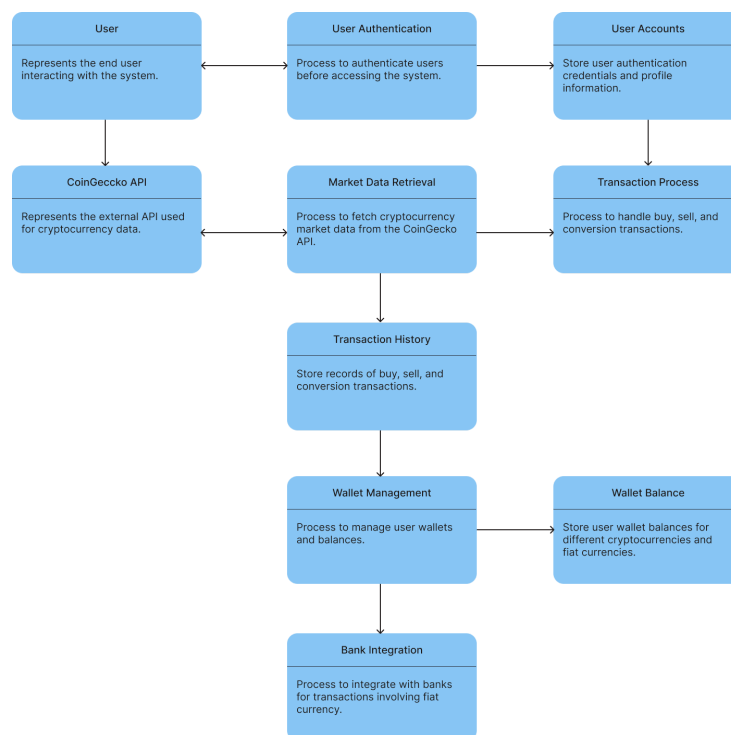 User
Represents the end user
interacting with the system.
User Authentication
Process to authenticate users
before accessing the system.
User Accounts
Store user authentication
credentials and profile
information.
CoinGeccko API
Represents the external API used
for cryptocurrency data.
Market Data Retrieval
Process to fetch cryptocurrency
market data from the CoinGecko
API.
Transaction Process
Process to handle buy, sell, and
conversion transactions.
Transaction History
Store records of buy, sell, and
conversion transactions.
Wallet Management
Process to manage user wallets
and balances.
Wallet Balance
Store user wallet balances for
different cryptocurrencies and
fiat currencies.
Bank Integration
Process to integrate with banks
for transactions involving fiat
currency.